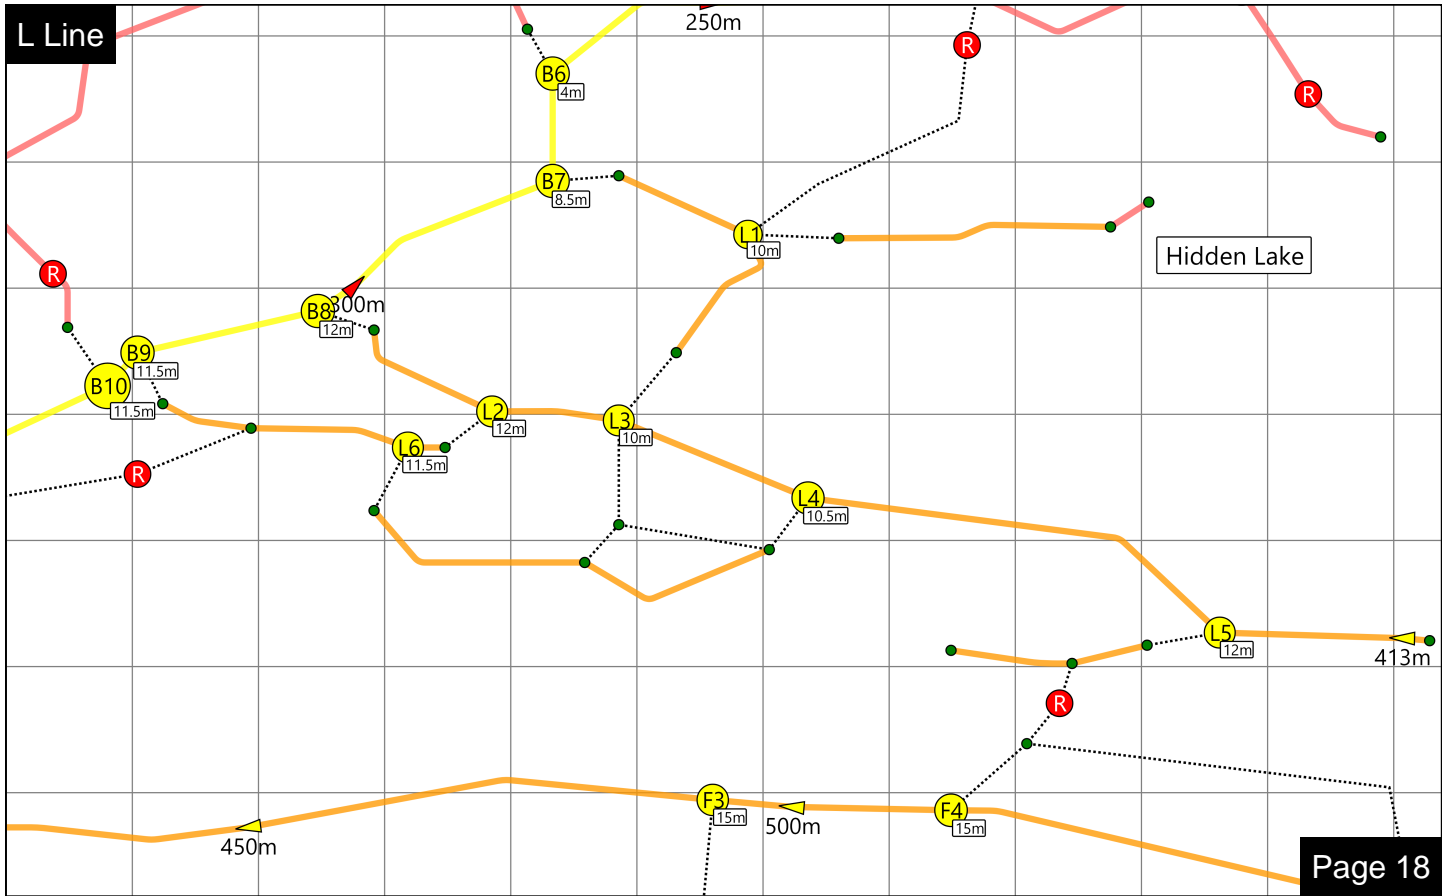 L Line
250m
R
B6
4m
R
B7
8.5m
L1
10m
Hidden Lake
R
300m
B8
12m
B9
11.5m
B10
11.5m
L2
12m
L3
10m
L6
11.5m
R
L4
10.5m
L5
12m
413m
R
F3
15m
500m
F4
15m
450m
Page 18